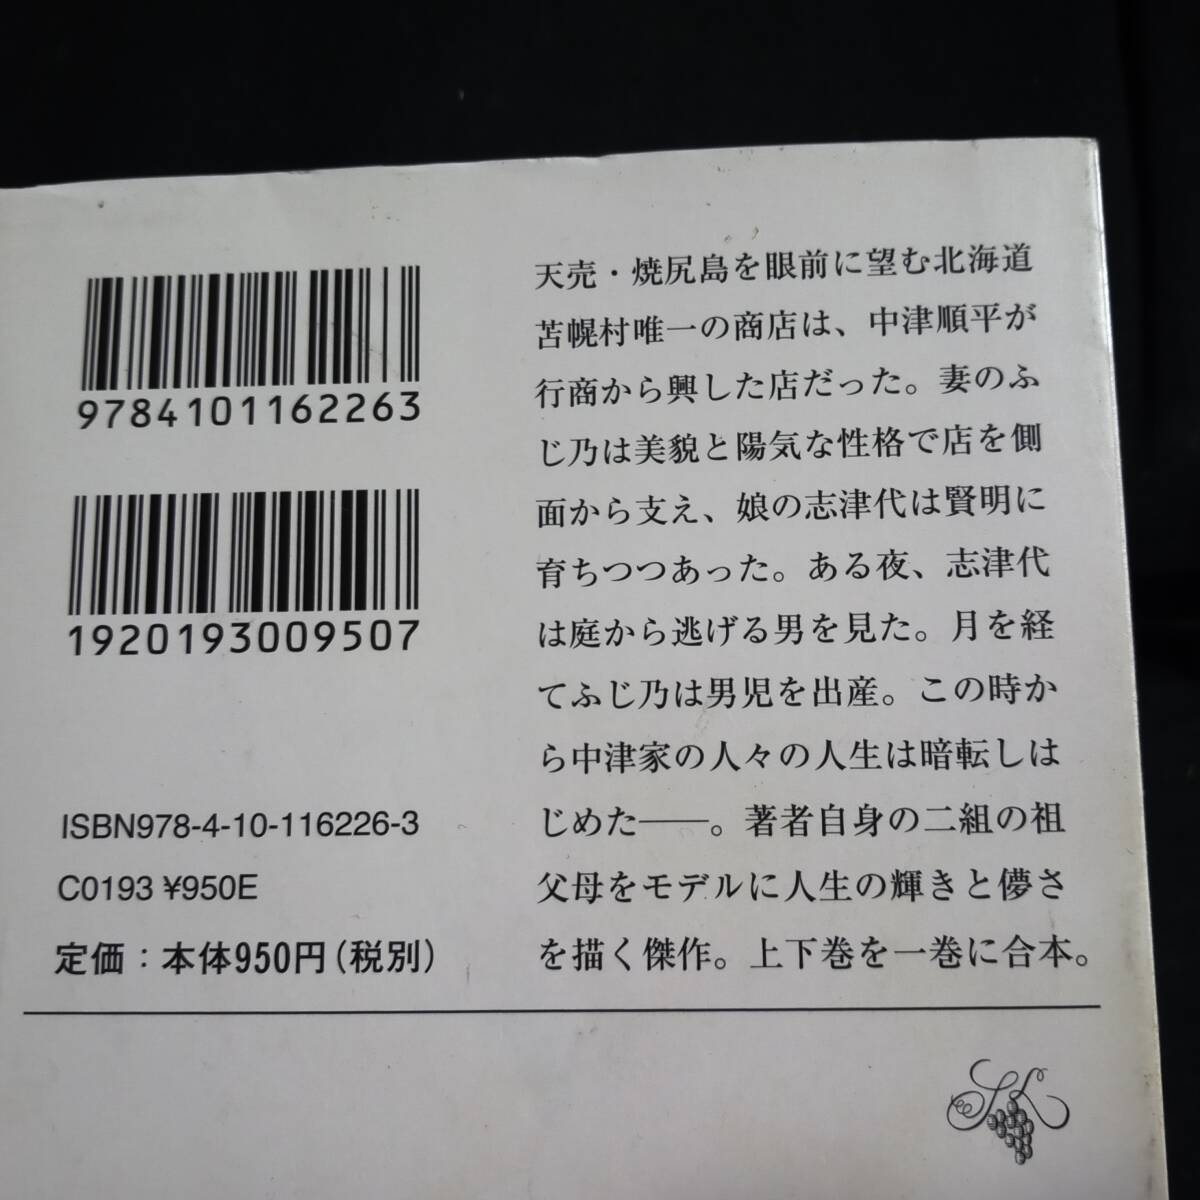 9784101162263
1920193009507
ISBN978-4-10-116226-3
C0193 ¥950E
定価：本体950円（税別）
天売・焼尻島を眼前に望む北海道
苫幌村唯一の商店は、中津順平が
行商から興した店だった。妻のふ
じ乃は美貌と陽気な性格で店を側
面から支え、娘の志津代は賢明に
育ちつつあった。ある夜、志津代
は庭から逃げる男を見た。月を経
てふじ乃は男児を出産。この時か
ら中津家の人々の人生は暗転しは
じめた――。著者自身の二組の祖
父母をモデルに人生の輝きと儚さ
を描く傑作。上下巻を一巻に合本。